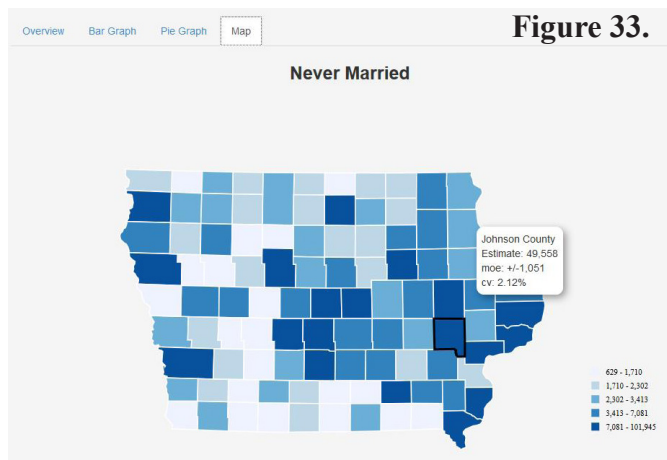 Overview Bar Graph Pie Graph Map
Figure 33.
Never Married
Johnson County
Estimate: 49,558
moe: +/-1,051
cv: 2.12%
629 - 1,710
1,710 - 2,302
2,302 - 3,413
3,413 - 7,081
7,081 - 101,945